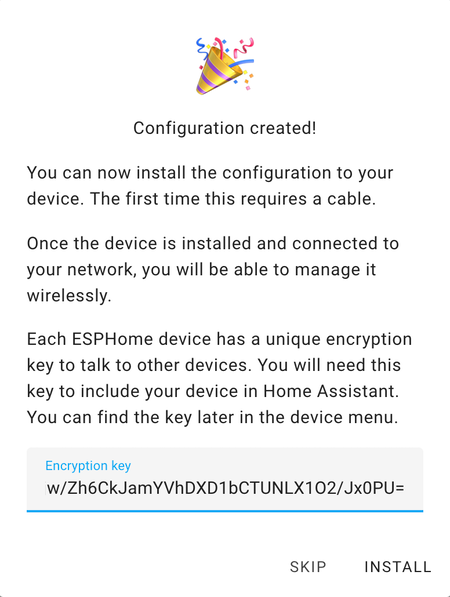 Configuration created!
You can now install the configuration to your
device. The first time this requires a cable.
Once the device is installed and connected to
your network, you will be able to manage it
wirelessly.
Each ESPHome device has a unique encryption
key to talk to other devices. You will need this
key to include your device in Home Assistant.
You can find the key later in the device menu.
Encryption key
w/Zh6CkJamYVhDXD1bCTUNLX1O2/Jx0PU=
SKIP INSTALL